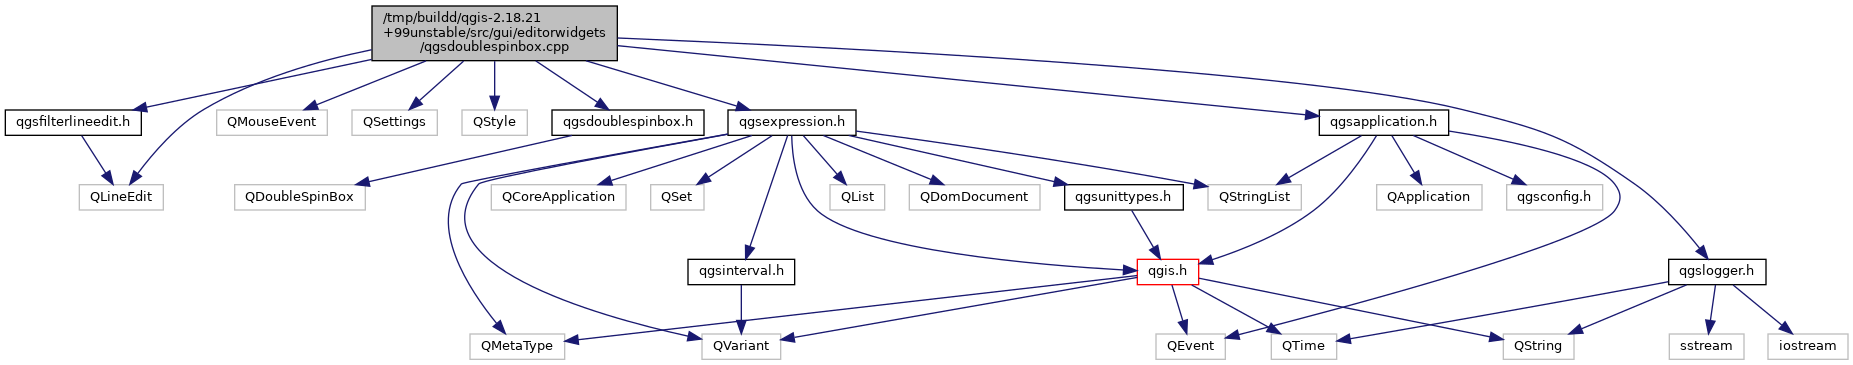 /tmp/buildd/qgis-2.18.21
+99unstable/src/gui/editorwidgets
/qgsdoublespinbox.cpp
qgsfilterlineedit.h
QMouseEvent
QSettings
QStyle
qgsdoublespinbox.h
qgsexpression.h
qgsapplication.h
QLineEdit
QDoubleSpinBox
QCoreApplication
QSet
QList
QDomDocument
qgsunittypes.h
QStringList
QApplication
qgsconfig.h
qgsinterval.h
qgis.h
qgslogger.h
QMetaType
QVariant
QEvent
QTime
QString
sstream
iostream